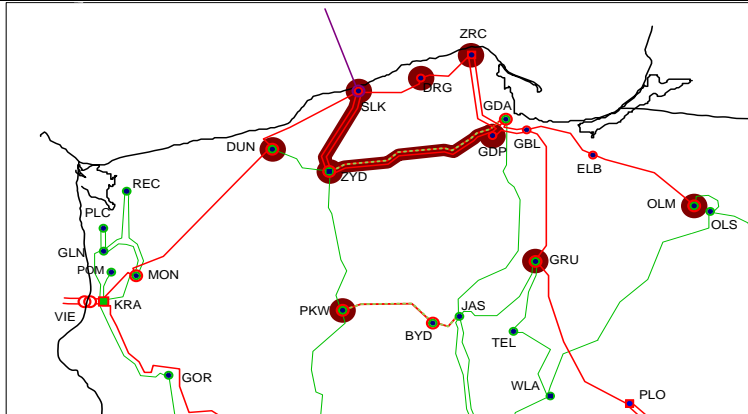 ZRC
DRG
SLK
GDA
DUN
GDP
GBL
ELB
ZYD
REC
PLC
OLM
OLS
GLN
POM
MON
GRU
VIE
KRA
PKW
JAS
BYD
TEL
GOR
WLA
PLO